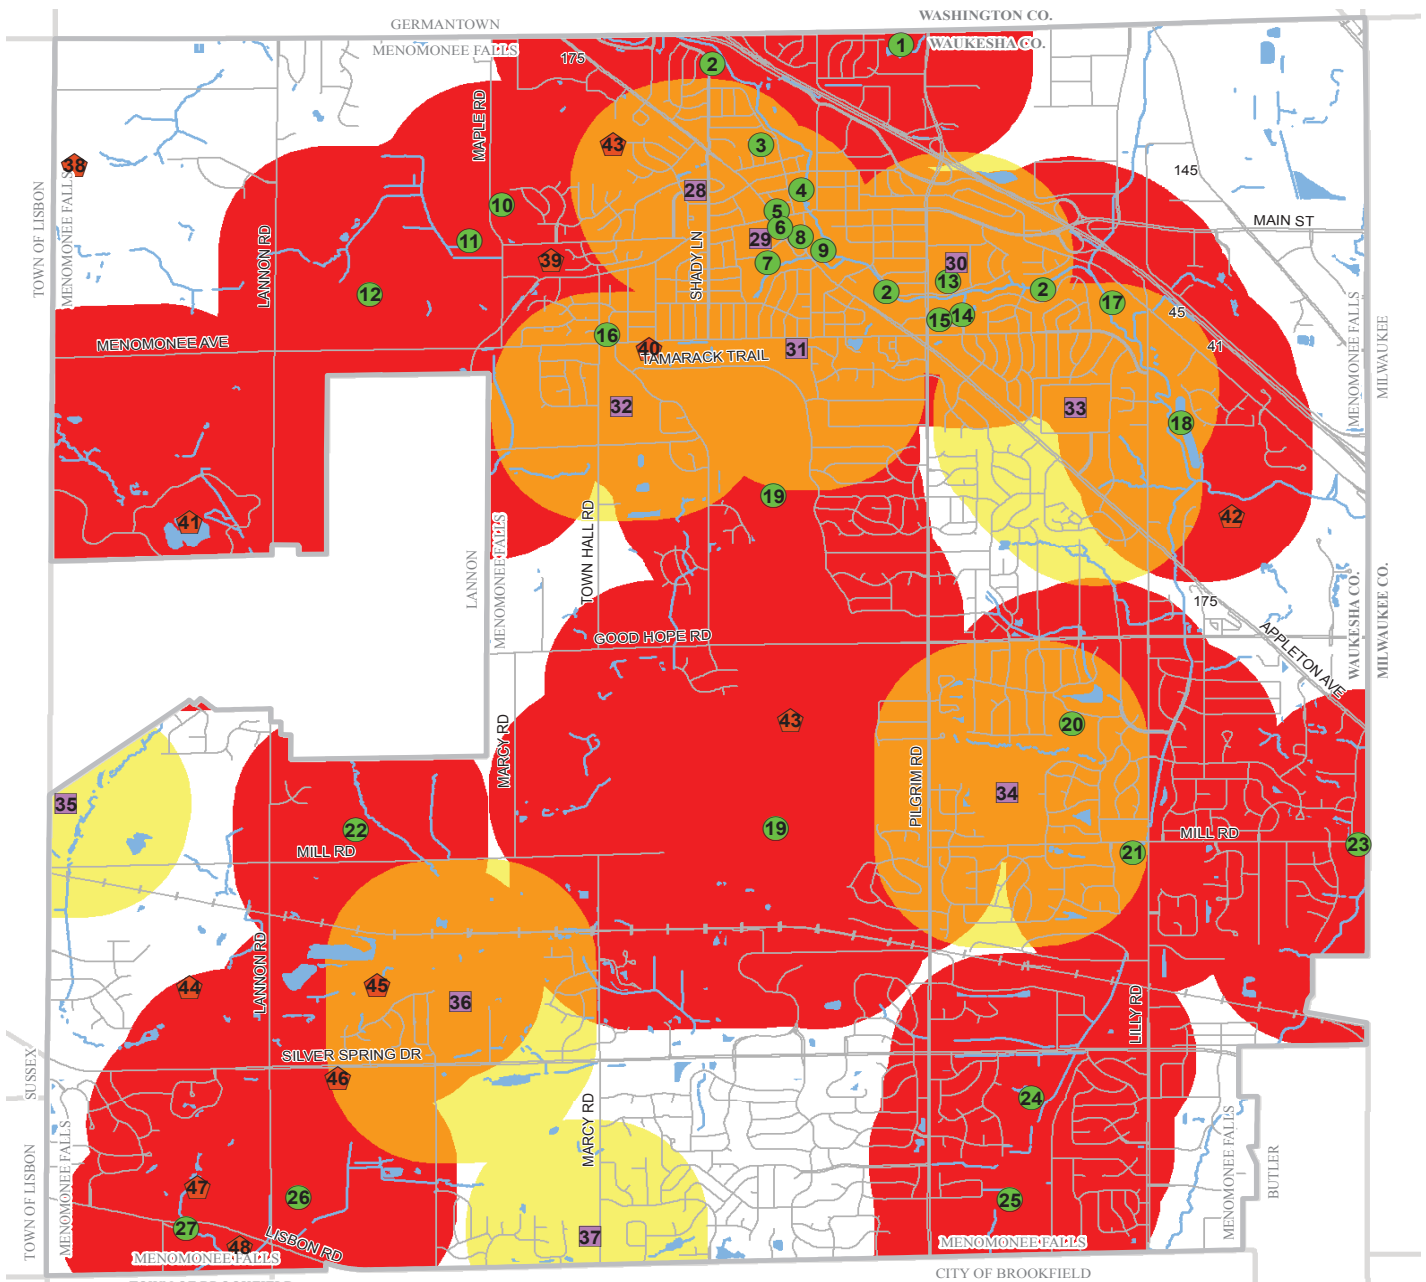 WASHINGTON CO.
GERMANTOWN
WAUKESHA CO.
MENOMONEE FALLS
1
175
2
MAPLE RD
43
3
38
145
TOWN OF LISBON
MENOMONEE FALLS
28
4
10
5
MAIN ST
6
11
29
8
LANNON RD
39
SHADY LN
9
7
30
13
12
2
2
17
15
14
45
16
MENOMONEE AVE
40
TAMARACK TRAIL
31
41
MENOMONEE FALLS
MILWAUKEE
32
33
18
19
41
42
TOWN HALL RD
LANNON
MENOMONEE FALLS
175
GOOD HOPE RD
APPLETON AVE
WAUKESHA CO.
MILWAUKEE CO.
43
20
MARCY RD
PILGRIM RD
34
35
22
19
MILL RD
MILL RD
21
23
LANNON RD
44
45
36
LILLY RD
SILVER SPRING DR
SUSSEX
46
24
MARCY RD
TOWN OF LISBON
MENOMONEE FALLS
MENOMONEE FALLS
BUTLER
47
26
25
27
48
LISBON RD
37
MENOMONEE FALLS
MENOMONEE FALLS
CITY OF BROOKFIELD